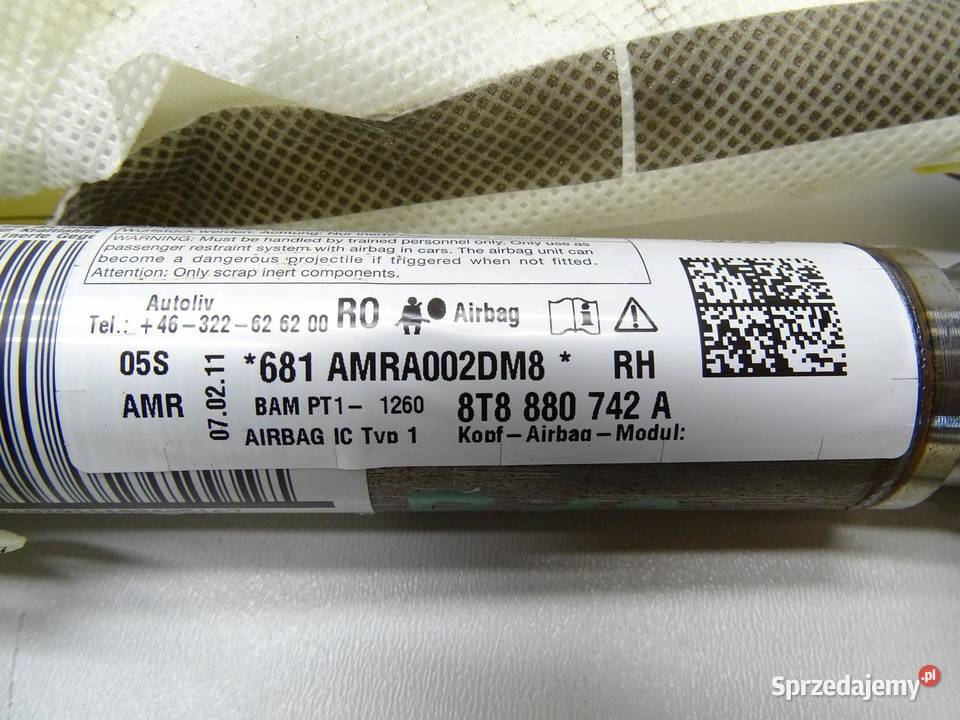 WARNING: Must be handled by trained personnel only. Only use as
passenger restraint system with airbag in cars. The airbag unit can
become a dangerous projectile if triggered when not fitted.
Attention: Only scrap inert components.
Autoliv
Tel.: +46-322-62 62 00 RO Airbag
05S *681 AMRA002DM8 * RH
AMR 07.02.11 BAM PT1- 1260 8T8 880 742 A
AIRBAG IC Typ 1 Kopf-Airbag-Modul:
Sprzedajemy.pl